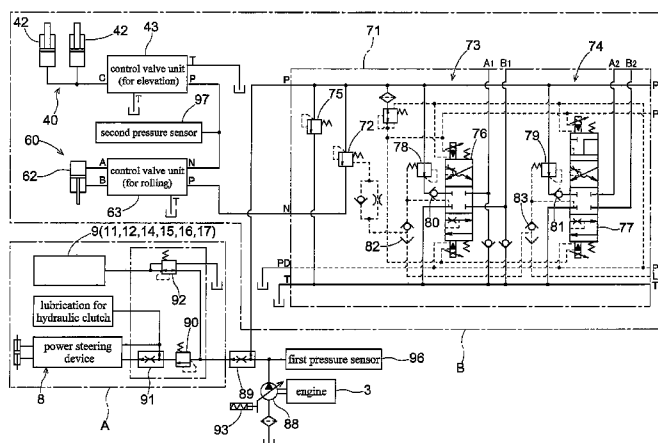 42
42
43
71
73
74
C
control valve unit
(for elevation)
T
P
P
A1
B1
A2
B2
P
40
T
97
75
60
second pressure sensor
72
76
79
P
A
B
control valve unit
(for rolling)
N
P
78
62
63
T
80
81
83
N
82
77
9(11, 12, 14, 15, 16, 17)
92
PD
T
P
L
T
lubrication for
hydraulic clutch
90
power steering
device
first pressure sensor
96
B
8
91
89
engine
3
A
93
88